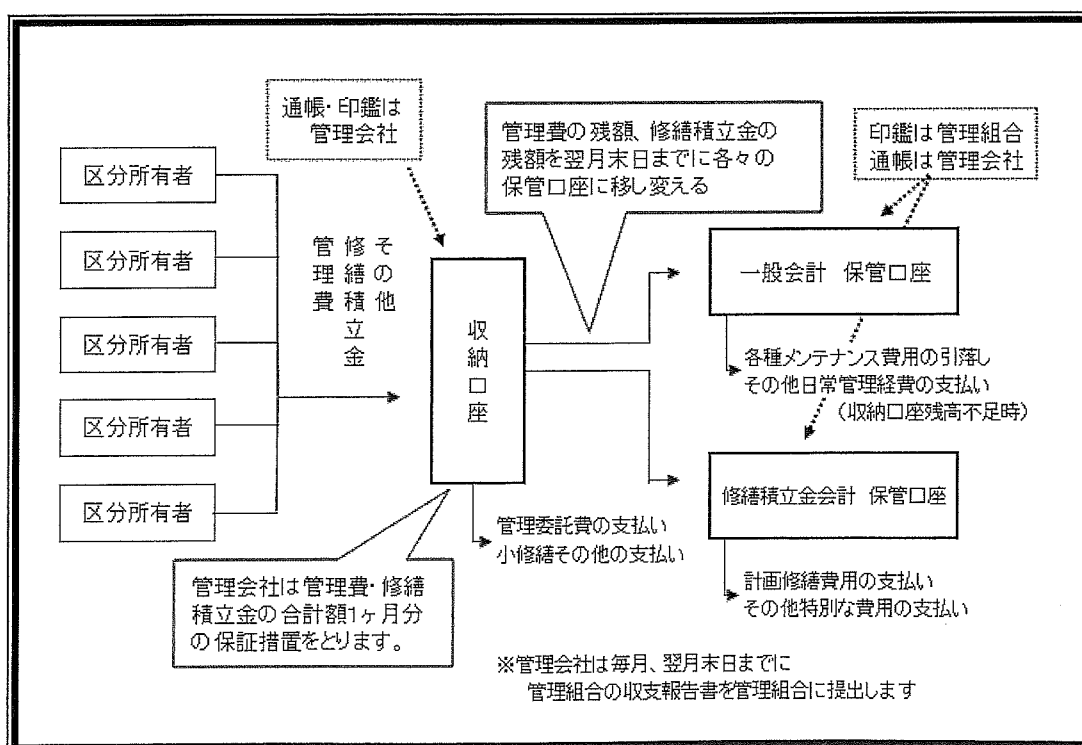 通帳・印鑑は
管理会社
管理費の残額、修繕積立金の
残額を翌月末日までに各々の
保管口座に移し変える
印鑑は管理組合
通帳は管理会社
区分所有者
区分所有者
区分所有者
区分所有者
区分所有者
管理費
修繕積立金
その他
収納口座
一般会計 保管口座
各種メンテナンス費用の引落し
その他日常管理経費の支払い
(収納口座残高不足時)
修繕積立金会計 保管口座
管理委託費の支払い
小修繕その他の支払い
計画修繕費用の支払い
その他特別な費用の支払い
管理会社は管理費・修繕
積立金の合計額1ヶ月分
の保証措置をとります。
※管理会社は毎月、翌月末日までに
管理組合の収支報告書を管理組合に提出します